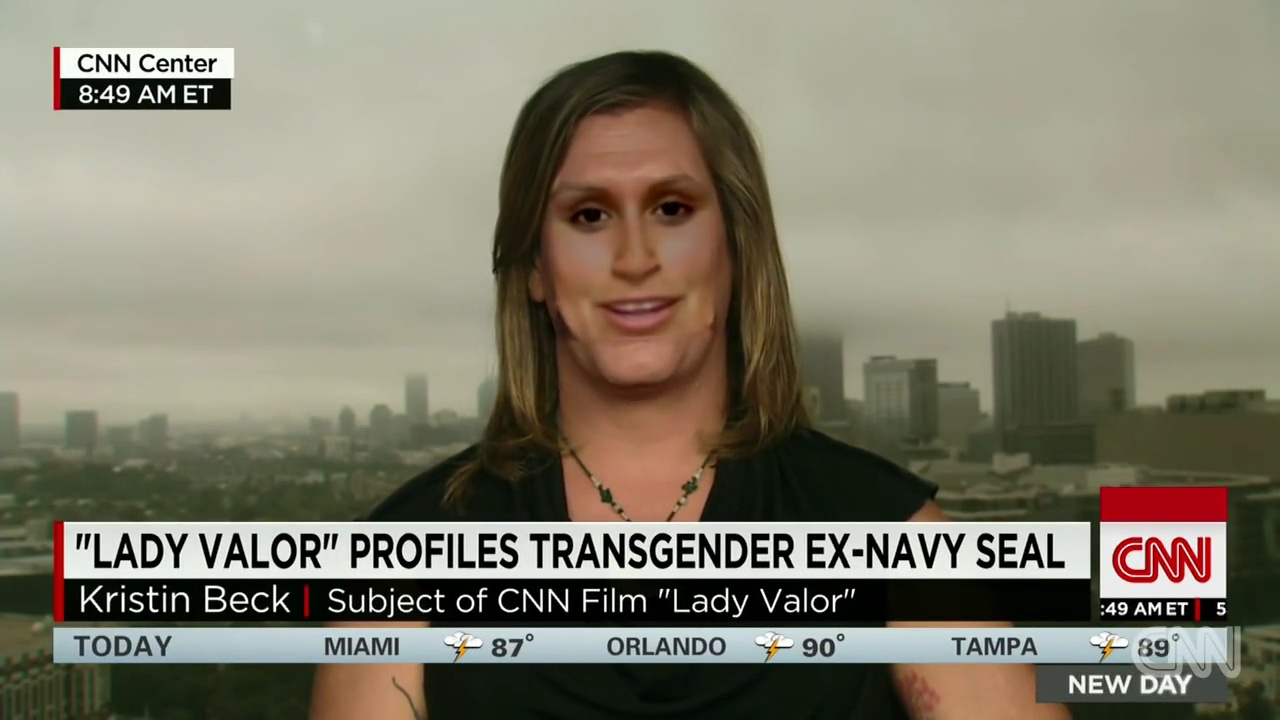 CNN Center
8:49 AM ET
"LADY VALOR" PROFILES TRANSGENDER EX-NAVY SEAL
Kristin Beck | Subject of CNN Film "Lady Valor"
CNN
:49 AM ET | 5
TODAY MIAMI 87° ORLANDO 90° TAMPA 89°
CNN
NEW DAY